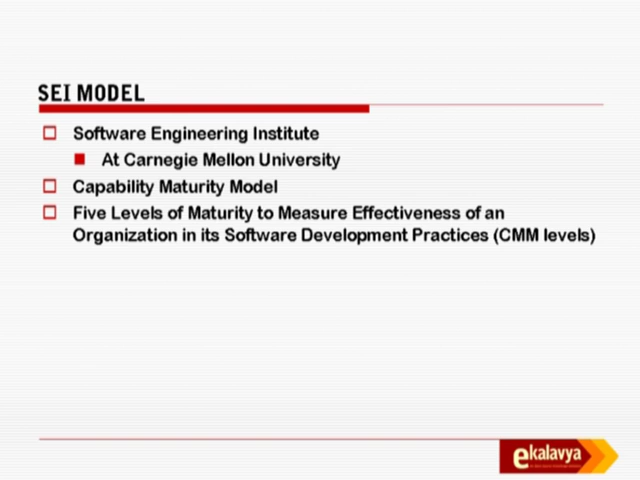 SEI MODEL
Software Engineering Institute
At Carnegie Mellon University
Capability Maturity Model
Five Levels of Maturity to Measure Effectiveness of an
Organization in its Software Development Practices (CMM levels)
ekalavya